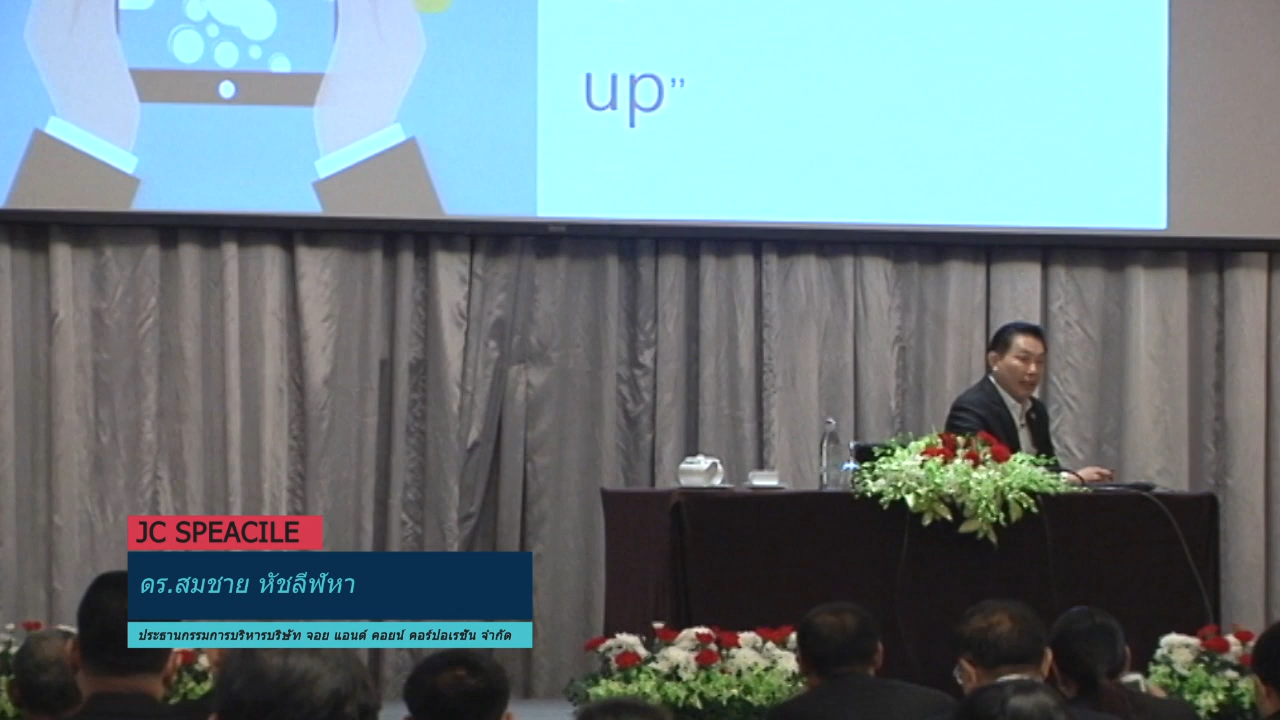 up”
JC SPEACILE
ดร.สมชาย หัชลีฬหา
ประธานกรรมการบริหารบริษัท จอย แอนด์ คอยน์ คอร์ปอเรชัน จำกัด